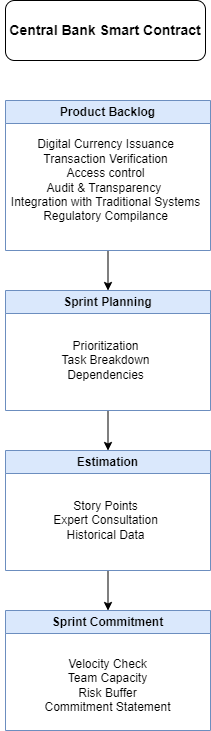 Central Bank Smart Contract
Product Backlog
Digital Currency Issuance
Transaction Verification
Access control
Audit & Transparency
Integration with Traditional Systems
Regulatory Compilance
Sprint Planning
Prioritization
Task Breakdown
Dependencies
Estimation
Story Points
Expert Consultation
Historical Data
Sprint Commitment
Velocity Check
Team Capacity
Risk Buffer
Commitment Statement